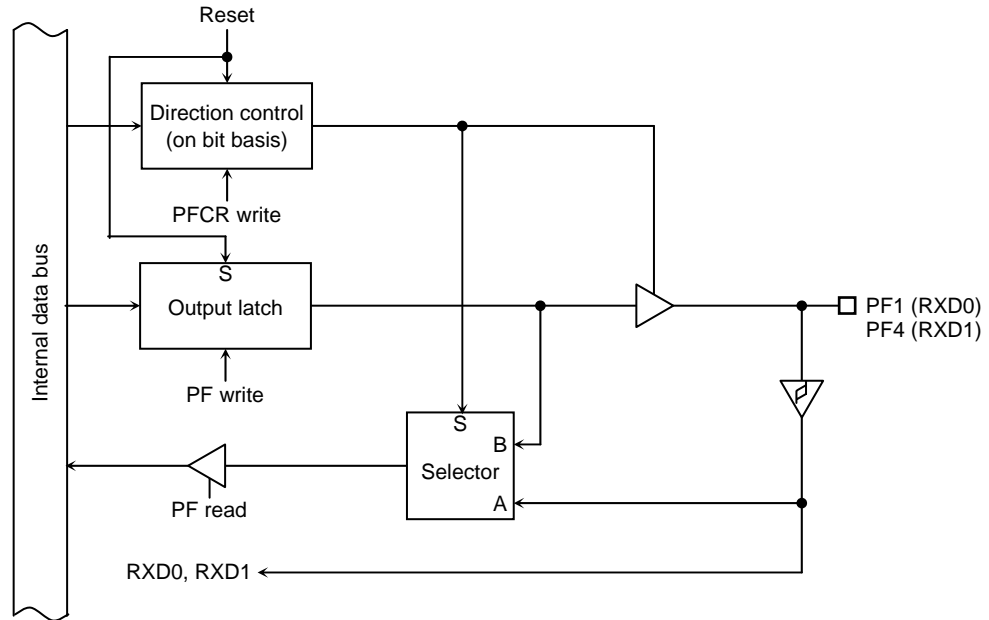 Reset
Direction control
(on bit basis)
PFCR write
Internal data bus
S
Output latch
PF1 (RXD0)
PF4 (RXD1)
PF write
S
B
Selector
A
PF read
RXD0, RXD1